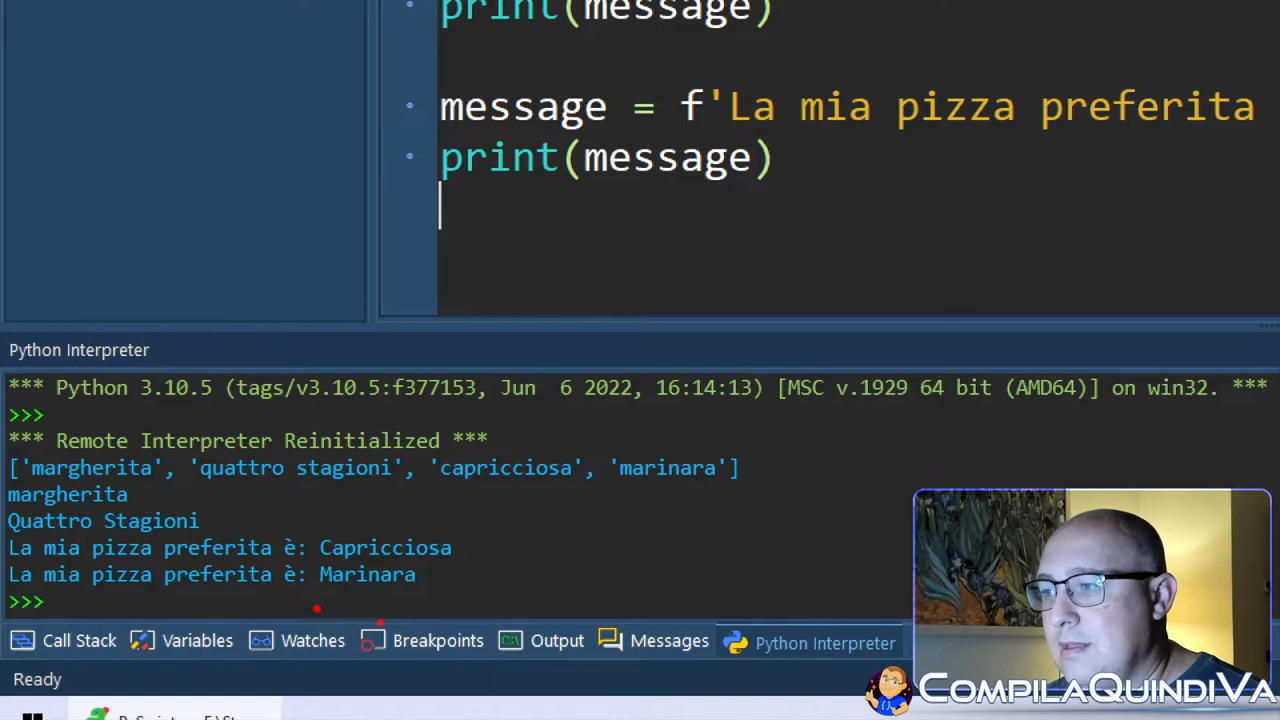 print(message)
message = f'La mia pizza preferita
print(message)
Python Interpreter
*** Python 3.10.5 (tags/v3.10.5:f377153, Jun  6 2022, 16:14:13) [MSC v.1929 64 bit (AMD64)] on win32. ***
>>>
*** Remote Interpreter Reinitialized ***
['margherita', 'quattro stagioni', 'capricciosa', 'marinara']
margherita
Quattro Stagioni
La mia pizza preferita è: Capricciosa
La mia pizza preferita è: Marinara
>>>
Call Stack Variables Watches Breakpoints Output Messages Python Interpreter
Ready
COMPILAQUINDIVA